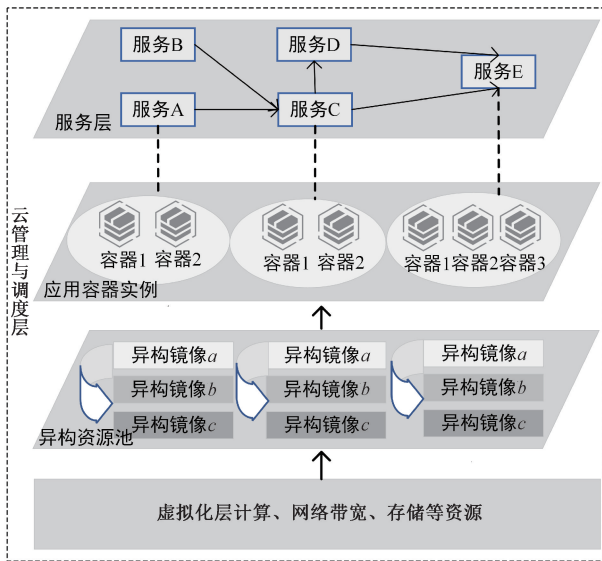 服务B
服务D
服务E
服务A
服务C
服务层
云管理与调度层
容器1 容器2
容器1 容器2
容器1容器2容器3
应用容器实例
异构镜像a
异构镜像a
异构镜像a
异构镜像b
异构镜像b
异构镜像b
异构镜像c
异构镜像c
异构镜像c
异构资源池
虚拟化层计算、网络带宽、存储等资源